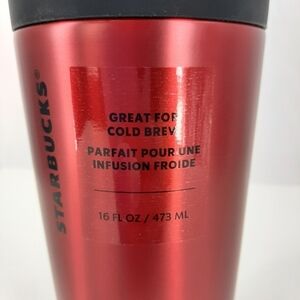 STARBUCKS®
GREAT FOR
COLD BREW
PARFAIT POUR UNE
INFUSION FROIDE
16 FL OZ / 473 ML